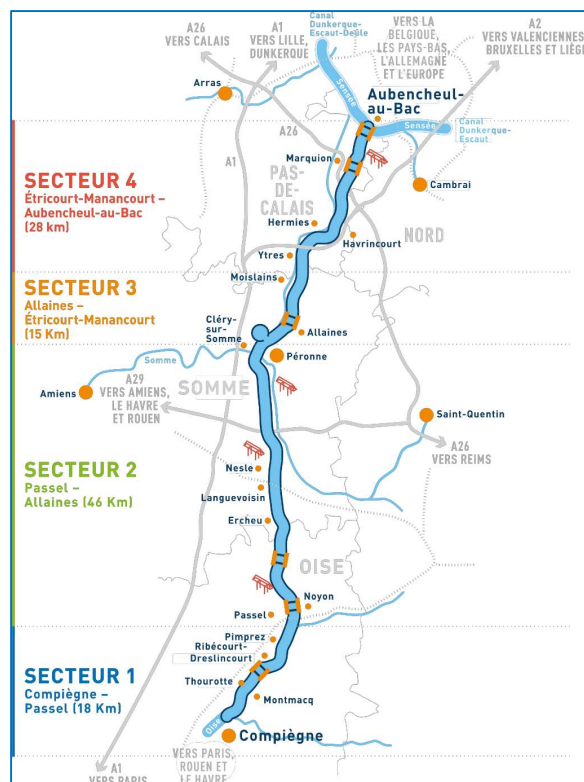 A26
VERS CALAIS
A1
VERS LILLE,
DUNKERQUE
Canal
Dunkerque-
Escaut-Deûle
VERS LA
BELGIQUE,
LES PAYS-BAS,
L'ALLEMAGNE
ET L'EUROPE
A2
VERS VALENCIENNES,
BRUXELLES ET LIÈGE
Arras
Sensée
Aubencheul-
au-Bac
Sensée
Canal
Dunkerque-
Escaut
A26
A1
Marquion
PAS-
DE-
CALAIS
Cambrai
SECTEUR 4
Étricourt-Manancourt –
Aubencheul-au-Bac
(28 km)
Hermies
NORD
Havrincourt
Ytres
Moislains
SECTEUR 3
Allaines –
Étricourt-Manancourt
(15 Km)
Cléry-
sur-
Somme
Allaines
Péronne
Somme
Amiens
A29
VERS AMIENS,
LE HAVRE
ET ROUEN
SOMME
Saint-Quentin
A26
VERS REIMS
SECTEUR 2
Passel –
Allaines (46 Km)
Nesle
Languevoisin
Ercheu
OISE
Noyon
Passel
Pimprez
Ribécourt-
Dreslincourt
SECTEUR 1
Compiègne –
Passel (18 Km)
Thourotte
Montmacq
Oise
Compiègne
VERS PARIS,
ROUEN ET
LE HAVRE
A1
VERS PARIS